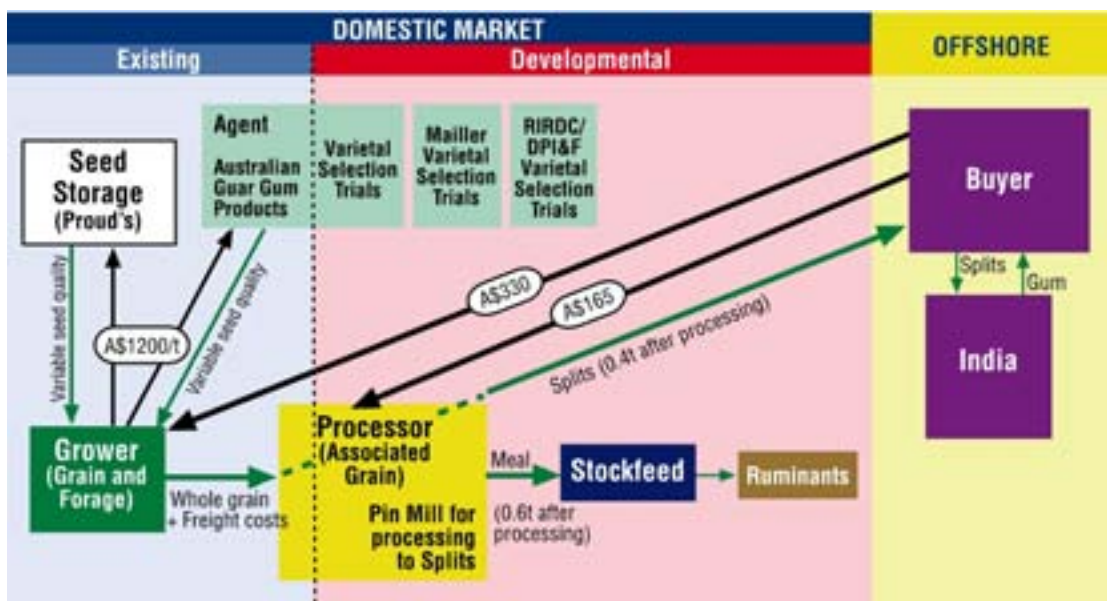 DOMESTIC MARKET
OFFSHORE
Existing
Developmental
Seed
Storage
(Proud's)
Agent
Australian
Guar Gum
Products
Varietal
Selection
Trials
Mailler
Varietal
Selection
Trials
RIRDC/
DPI&F
Varietal
Selection
Trials
Buyer
Variable seed quality
A$1200/t
Variable seed quality
A$330
A$165
Splits (0.4t after processing)
Splits
Gum
India
Grower
(Grain and
Forage)
Whole grain
+ Freight costs
Processor
(Associated
Grain)
Pin Mill for
processing
to Splits
Meal
(0.6t after
processing)
Stockfeed
Ruminants